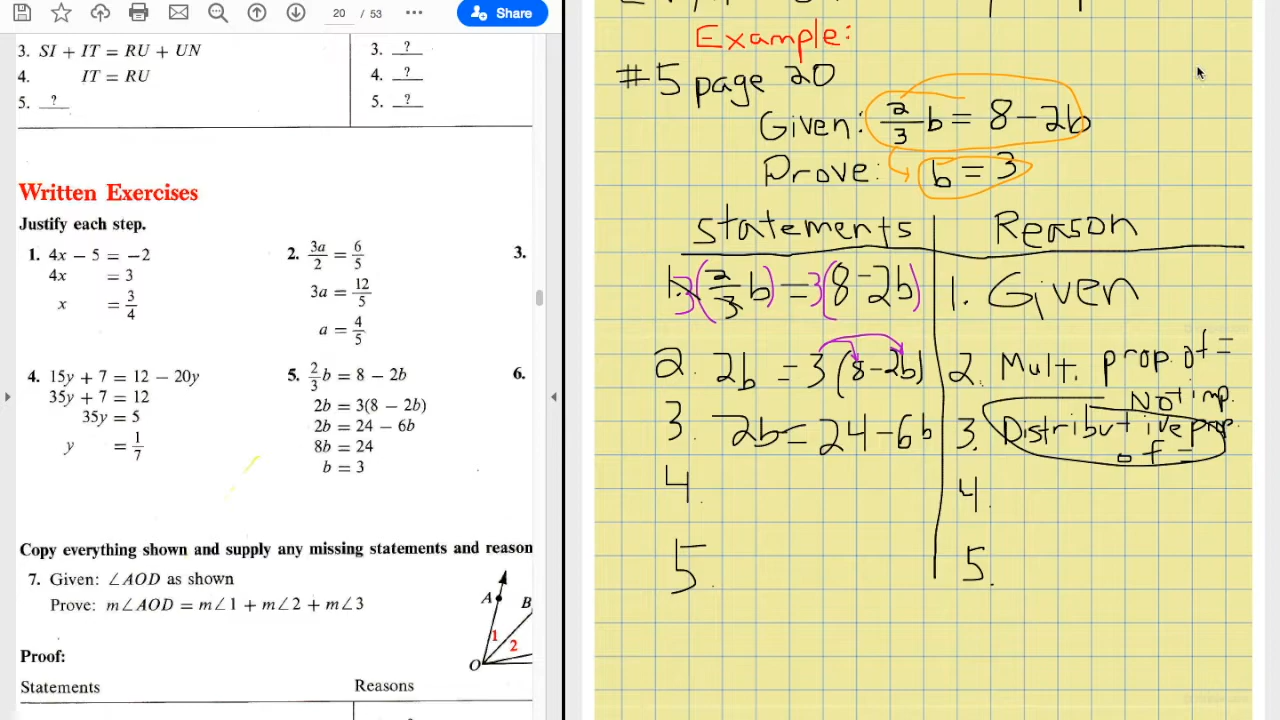 20 / 53
Share
3. SI + IT = RU + UN
3. ?
4. IT = RU
4. ?
5. ?
5. ?
Written Exercises
Justify each step.
1. 4x − 5 = −2
4x = 3
x = 3/4
2. 3a/2 = 6/5
3a = 12/5
a = 4/5
3.
4. 15y + 7 = 12 − 20y
35y + 7 = 12
35y = 5
y = 1/7
5. 2/3 b = 8 − 2b
2b = 3(8 − 2b)
2b = 24 − 6b
8b = 24
b = 3
6.
Copy everything shown and supply any missing statements and reason
7. Given: ∠AOD as shown
Prove: m∠AOD = m∠1 + m∠2 + m∠3
A
B
1
2
O
Proof:
Statements
Reasons
?
Example:
#5 page 20
Given: 2/3 b = 8 − 2b
Prove: b = 3
statements
Reason
3(2/3 b) = 3(8 − 2b)
1. Given
2. 2b = 3(8 − 2b)
2. Mult. prop. of =
3. 2b = 24 − 6b
Not imp.
3. Distributive prop.
of =
4.
4.
5.
5.